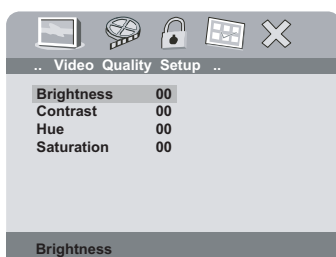 .. Video Quality Setup ..
Brightness 00
Contrast 00
Hue 00
Saturation 00
Brightness